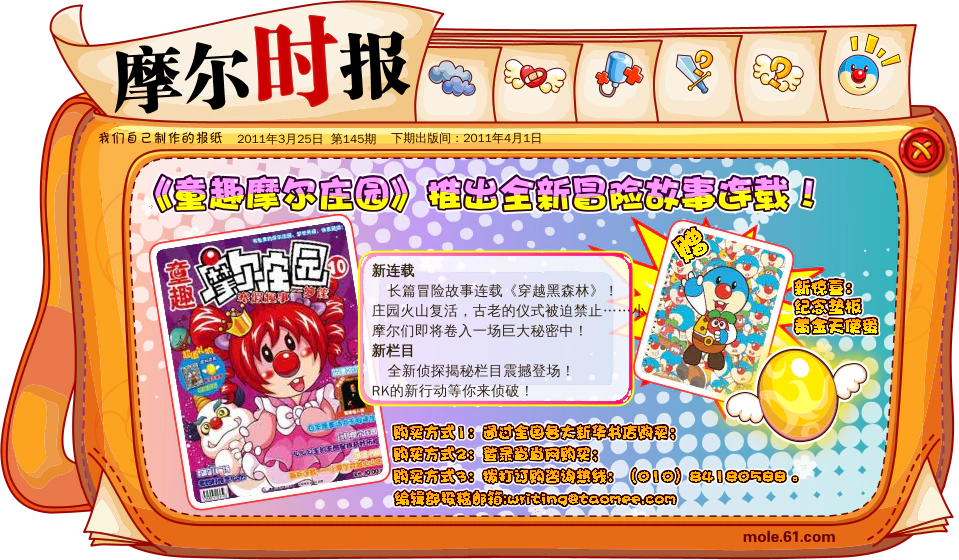 摩尔时报
我们自己制作的报纸 2011年3月25日 第145期 下期出版间：2011年4月1日
《童趣摩尔庄园》推出全新冒险故事连载！
童趣
摩尔庄园
10
新连载
长篇冒险故事连载《穿越黑森林》！
庄园火山复活，古老的仪式被迫禁止……小
摩尔们即将卷入一场巨大秘密中！
新栏目
全新侦探揭秘栏目震撼登场！
RK的新行动等你来侦破！
赠
新惊喜：
纪念垫板
黄金天使蛋
购买方式1：通过全国各大新华书店购买；
购买方式2：登录当当网购买；
购买方式3：拨打订购咨询热线：（010）84180588。
编辑部投稿邮箱:writing@taomee.com
mole.61.com